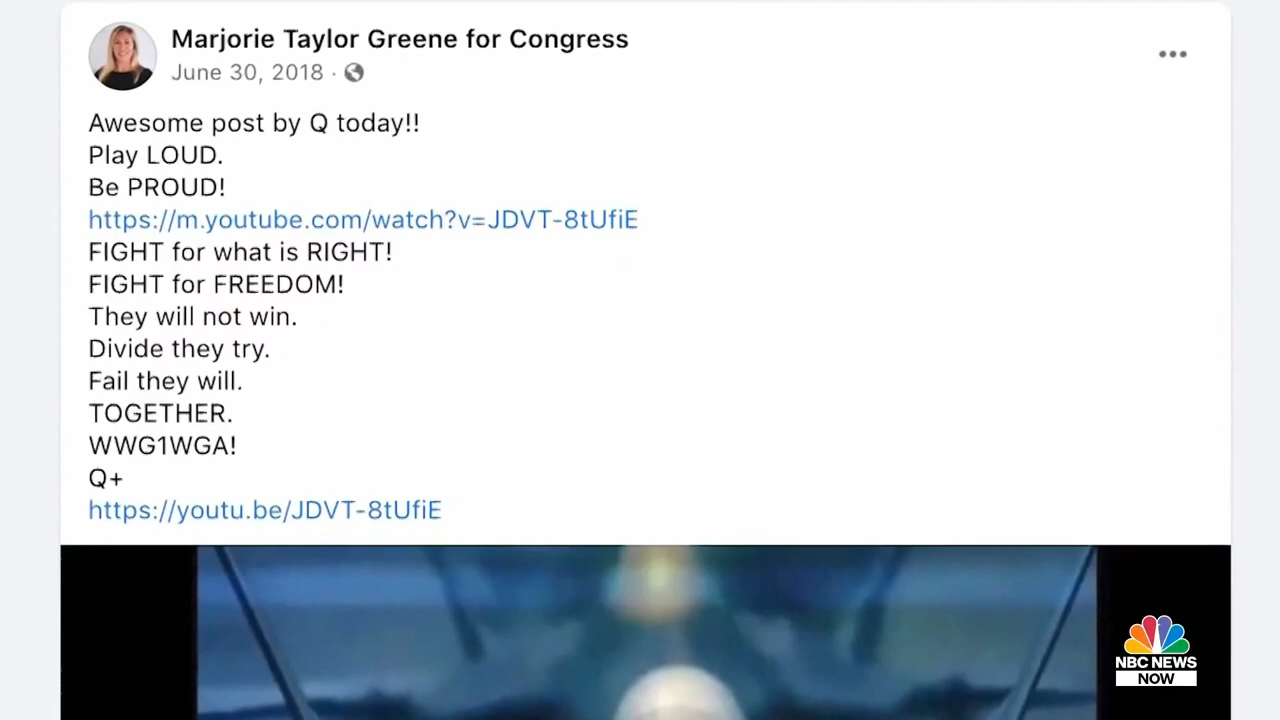 Marjorie Taylor Greene for Congress
June 30, 2018 ·
Awesome post by Q today!!
Play LOUD.
Be PROUD!
https://m.youtube.com/watch?v=JDVT-8tUfiE
FIGHT for what is RIGHT!
FIGHT for FREEDOM!
They will not win.
Divide they try.
Fail they will.
TOGETHER.
WWG1WGA!
Q+
https://youtu.be/JDVT-8tUfiE
NBC NEWS
NOW